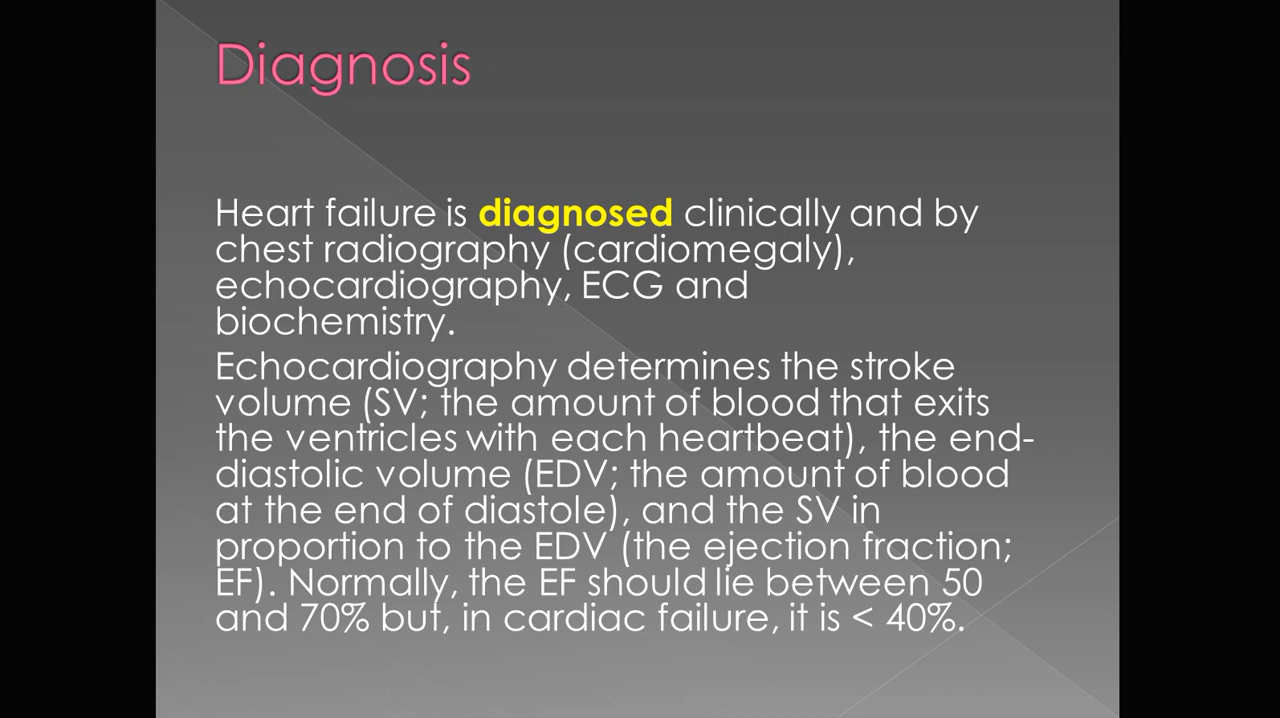 Diagnosis
Heart failure is diagnosed clinically and by
chest radiography (cardiomegaly),
echocardiography, ECG and
biochemistry.
Echocardiography determines the stroke
volume (SV; the amount of blood that exits
the ventricles with each heartbeat), the end-
diastolic volume (EDV; the amount of blood
at the end of diastole), and the SV in
proportion to the EDV (the ejection fraction;
EF). Normally, the EF should lie between 50
and 70% but, in cardiac failure, it is < 40%.